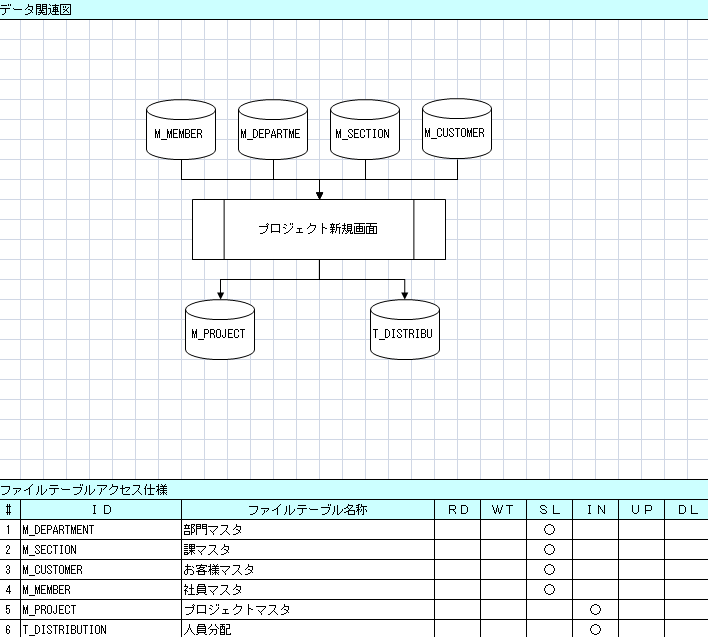 データ関連図
M_MEMBER M_DEPARTME M_SECTION M_CUSTOMER
プロジェクト新規画面
M_PROJECT T_DISTRIBU
ファイルテーブルアクセス仕様
# ＩＤ ファイルテーブル名称 ＲＤ ＷＴ ＳＬ ＩＮ ＵＰ ＤＬ
1 M_DEPARTMENT 部門マスタ ○
2 M_SECTION 課マスタ ○
3 M_CUSTOMER お客様マスタ ○
4 M_MEMBER 社員マスタ ○
5 M_PROJECT プロジェクトマスタ ○
6 T_DISTRIBUTION 人員分配 ○